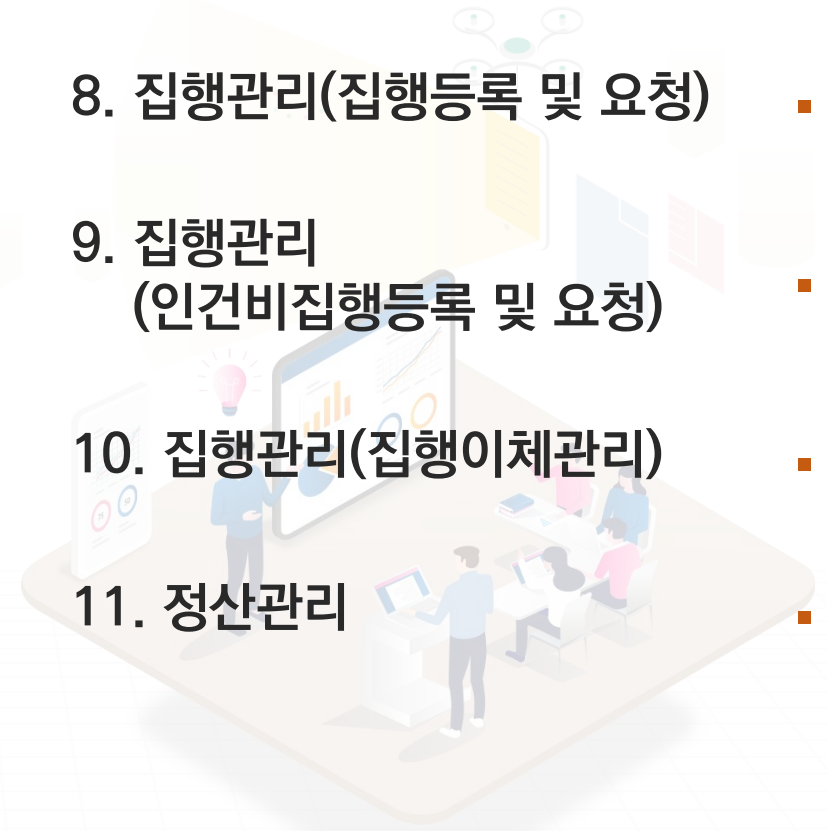 8. 집행관리(집행등록 및 요청)
9. 집행관리
(인건비집행등록 및 요청)
10. 집행관리(집행이체관리)
11. 정산관리